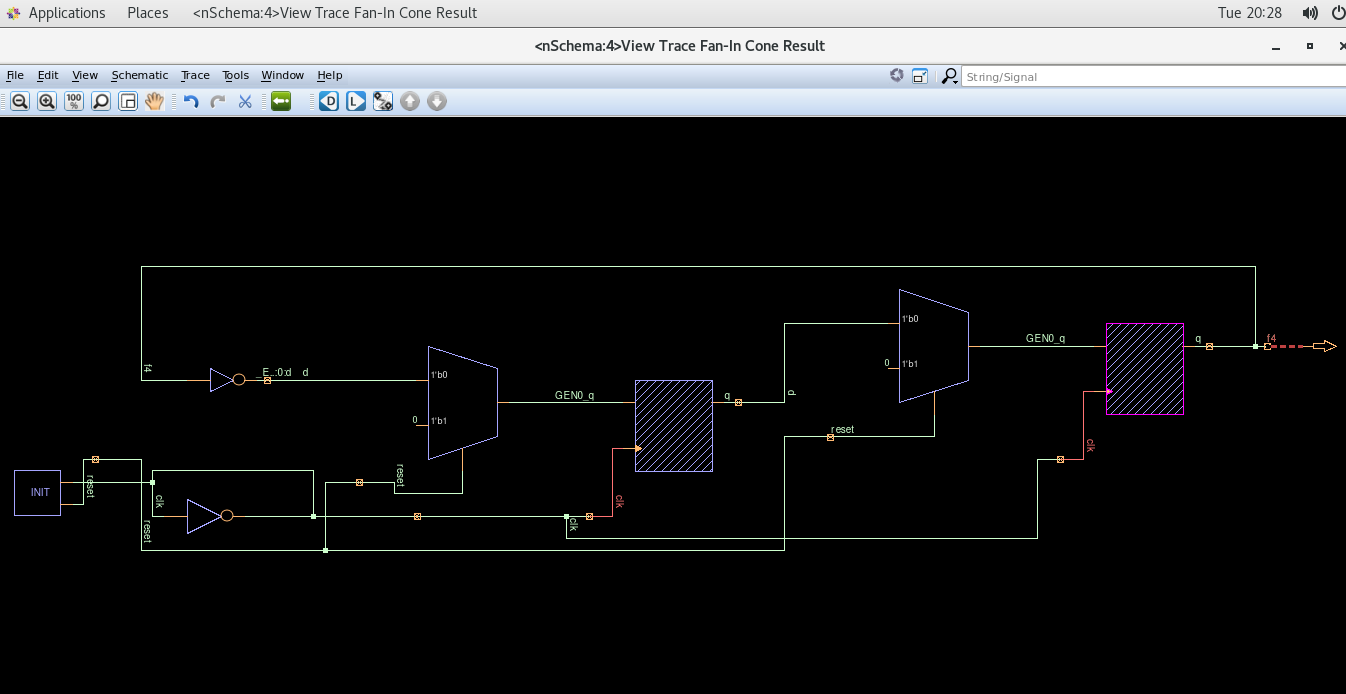 Applications Places <nSchema:4>View Trace Fan-In Cone Result Tue 20:28
<nSchema:4>View Trace Fan-In Cone Result
File Edit View Schematic Trace Tools Window Help String/Signal
100 %
D L
1'b0
GEN0_q
q
f4
0
1'b1
f4
_E_.:0:d d
1'b0
GEN0_q
q
d
0
1'b1
reset
clk
INIT
reset
clk
reset
reset
clk
clk